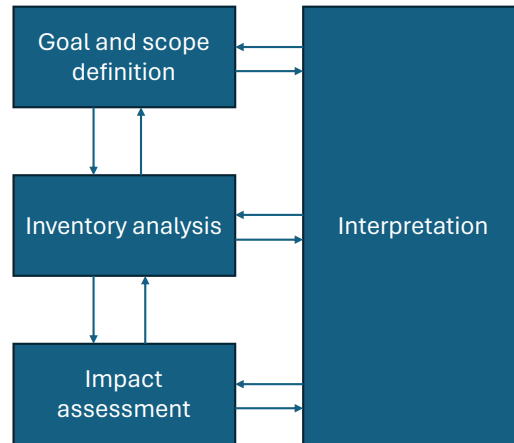 Goal and scope
definition
Inventory analysis
Interpretation
Impact
assessment